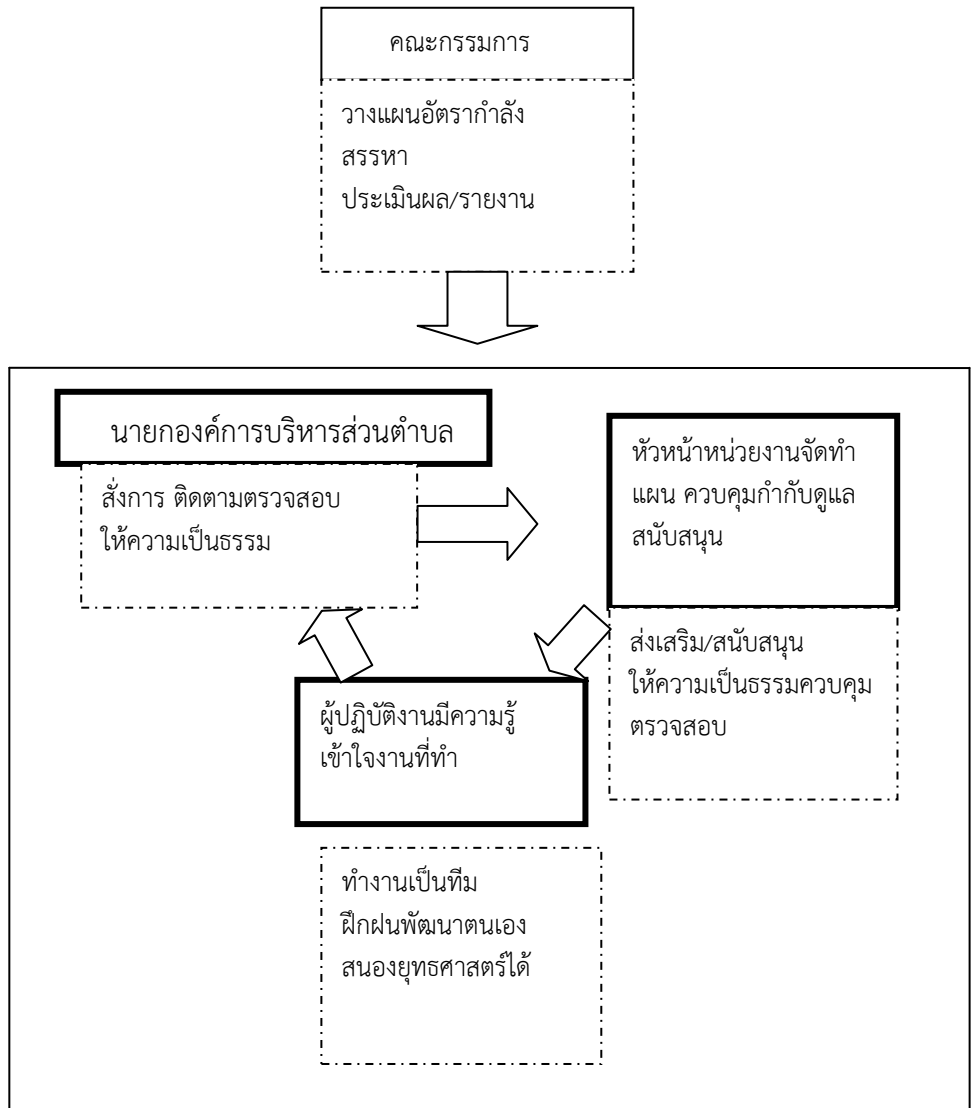 คณะกรรมการ
วางแผนอัตรากำลัง
สรรหา
ประเมินผล/รายงาน
นายกองค์การบริหารส่วนตำบล
สั่งการ ติดตามตรวจสอบ
ให้ความเป็นธรรม
หัวหน้าหน่วยงานจัดทำ
แผน ควบคุมกำกับดูแล
สนับสนุน
ส่งเสริม/สนับสนุน
ให้ความเป็นธรรมควบคุม
ตรวจสอบ
ผู้ปฏิบัติงานมีความรู้
เข้าใจงานที่ทำ
ทำงานเป็นทีม
ฝึกฝนพัฒนาตนเอง
สนองยุทธศาสตร์ได้